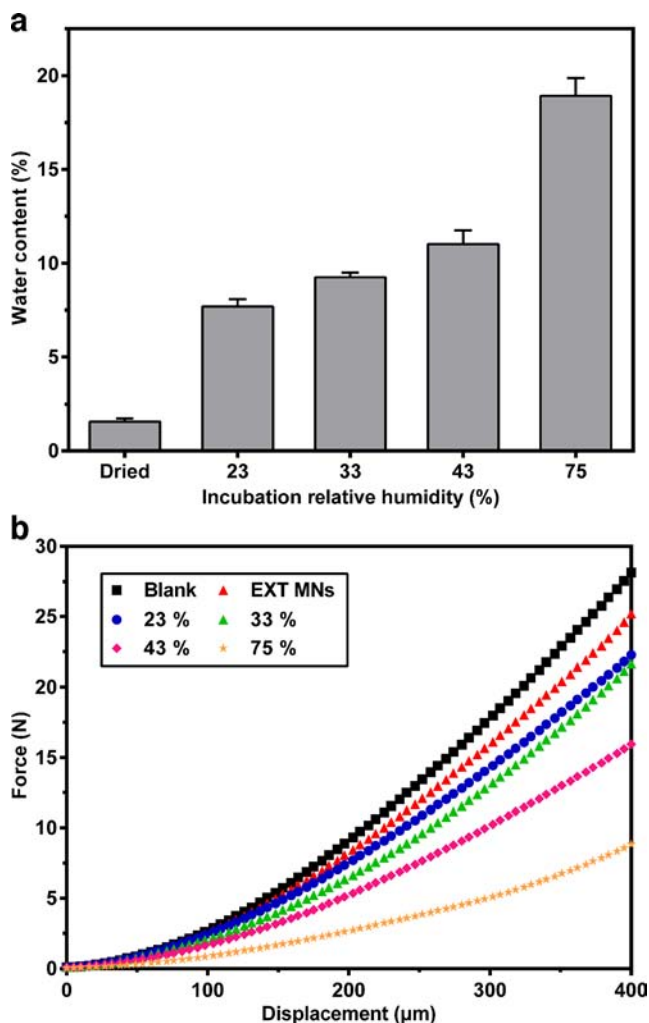 a
Water content (%)
20
15
10
5
0
Dried 23 33 43 75
Incubation relative humidity (%)
b
Force (N)
30
25
20
15
10
5
0
Blank EXT MNs
23 % 33 %
43 % 75 %
0 100 200 300 400
Displacement (µm)